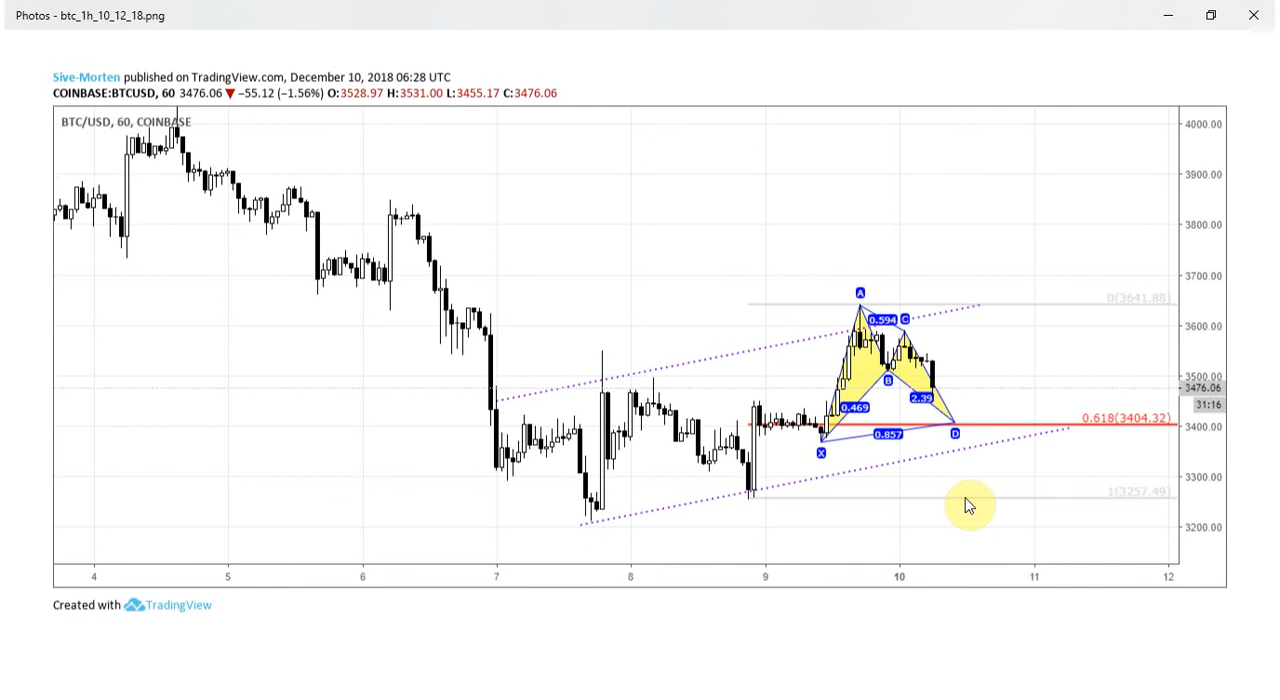 Photos - btc_1h_10_12_18.png
Sive-Morten published on TradingView.com, December 10, 2018 06:28 UTC
COINBASE:BTCUSD, 60 3476.06 ▼ −55.12 (−1.56%) O:3528.97 H:3531.00 L:3455.17 C:3476.06
BTC/USD, 60, COINBASE
4000.00
3900.00
3800.00
3700.00
A
0(3641.88)
0.594
C
3600.00
3500.00
B
3476.06
2.39
31:16
0.469
0.618(3404.32)
3400.00
0.857
D
X
3300.00
1(3257.49)
3200.00
4 5 6 7 8 9 10 11 12
Created with TradingView